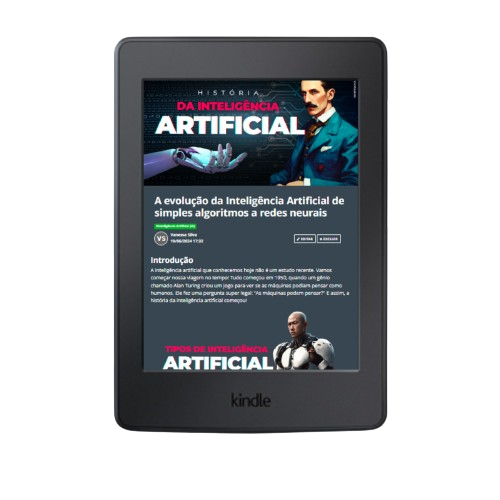 HISTÓRIA
DA INTELIGÊNCIA
ARTIFICIAL
A evolução da Inteligência Artificial de
simples algoritmos a redes neurais
Inteligência Artificial (IA)
VS
Vanessa Silva
10/06/2024 17:32
EDITAR
EXCLUIR
Introdução
A inteligência artificial que conhecemos hoje não é um estudo recente. Vamos
começar nossa viagem no tempo! Tudo começou em 1950, quando um gênio
chamado Alan Turing criou um jogo para ver se as máquinas podiam pensar como
humanos. Ele fez uma pergunta super legal: "As máquinas podem pensar?" E assim, a
história da inteligência artificial começou!
TIPOS DE INTELIGÊNCIA
ARTIFICIAL
kindle